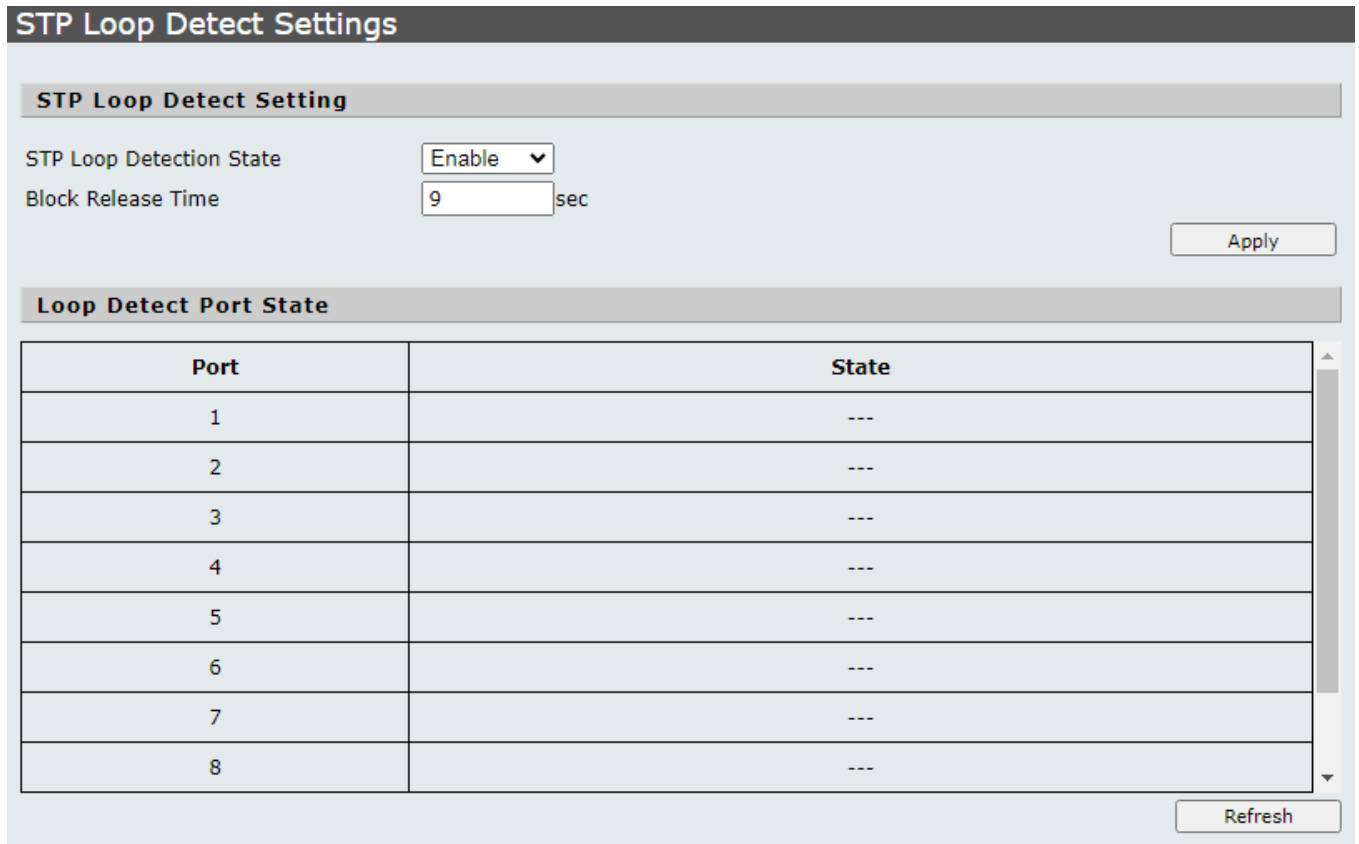 STP Loop Detect Settings
STP Loop Detect Setting
STP Loop Detection State Enable
Block Release Time 9 sec
Apply
Loop Detect Port State
Port State
1 ---
2 ---
3 ---
4 ---
5 ---
6 ---
7 ---
8 ---
Refresh